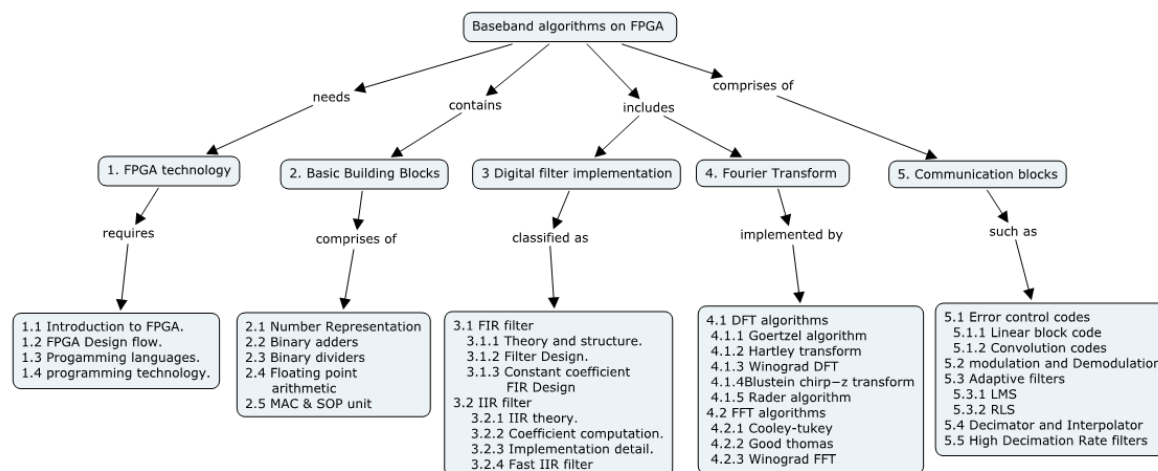 Baseband algorithms on FPGA
needs
contains
includes
comprises of
1. FPGA technology
2. Basic Building Blocks
3 Digital filter implementation
4. Fourier Transform
5. Communication blocks
requires
comprises of
classified as
implemented by
such as
1.1 Introduction to FPGA.
1.2 FPGA Design flow.
1.3 Progamming languages.
1.4 programming technology.
2.1 Number Representation
2.2 Binary adders
2.3 Binary dividers
2.4 Floating point
arithmetic
2.5 MAC & SOP unit
3.1 FIR filter
3.1.1 Theory and structure.
3.1.2 Filter Design.
3.1.3 Constant coefficient
FIR Design
3.2 IIR filter
3.2.1 IIR theory.
3.2.2 Coefficient computation.
3.2.3 Implementation detail.
3.2.4 Fast IIR filter
4.1 DFT algorithms
4.1.1 Goertzel algorithm
4.1.2 Hartley transform
4.1.3 Winograd DFT
4.1.4Blustein chirp−z transform
4.1.5 Rader algorithm
4.2 FFT algorithms
4.2.1 Cooley-tukey
4.2.2 Good thomas
4.2.3 Winograd FFT
5.1 Error control codes
5.1.1 Linear block code
5.1.2 Convolution codes
5.2 modulation and Demodulation
5.3 Adaptive filters
5.3.1 LMS
5.3.2 RLS
5.4 Decimator and Interpolator
5.5 High Decimation Rate filters